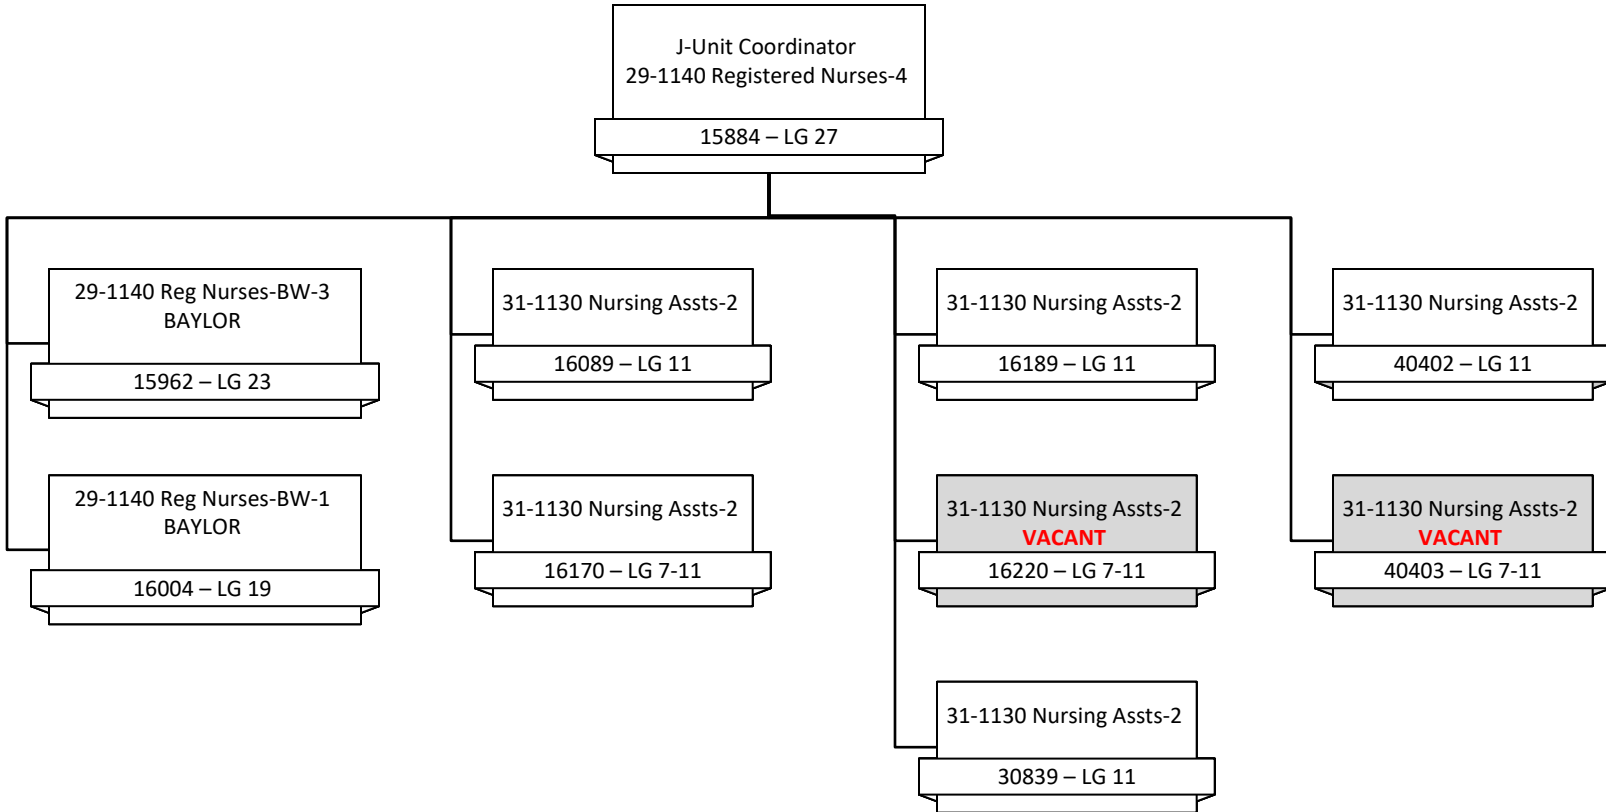 J-Unit Coordinator
29-1140 Registered Nurses-4
15884 – LG 27
29-1140 Reg Nurses-BW-3
BAYLOR
15962 – LG 23
31-1130 Nursing Assts-2
16089 – LG 11
31-1130 Nursing Assts-2
16189 – LG 11
31-1130 Nursing Assts-2
40402 – LG 11
29-1140 Reg Nurses-BW-1
BAYLOR
16004 – LG 19
31-1130 Nursing Assts-2
16170 – LG 7-11
31-1130 Nursing Assts-2
VACANT
16220 – LG 7-11
31-1130 Nursing Assts-2
VACANT
40403 – LG 7-11
31-1130 Nursing Assts-2
30839 – LG 11